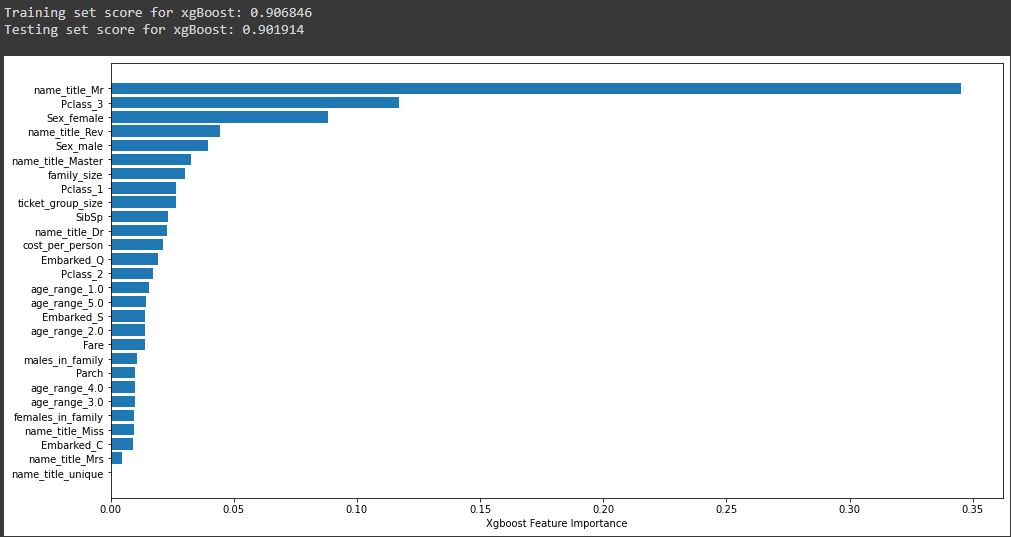 Training set score for xgBoost: 0.906846
Testing set score for xgBoost: 0.901914
name_title_Mr
Pclass_3
Sex_female
name_title_Rev
Sex_male
name_title_Master
family_size
Pclass_1
ticket_group_size
SibSp
name_title_Dr
cost_per_person
Embarked_Q
Pclass_2
age_range_1.0
age_range_5.0
Embarked_S
age_range_2.0
Fare
males_in_family
Parch
age_range_4.0
age_range_3.0
females_in_family
name_title_Miss
Embarked_C
name_title_Mrs
name_title_unique
0.00 0.05 0.10 0.15 0.20 0.25 0.30 0.35
Xgboost Feature Importance